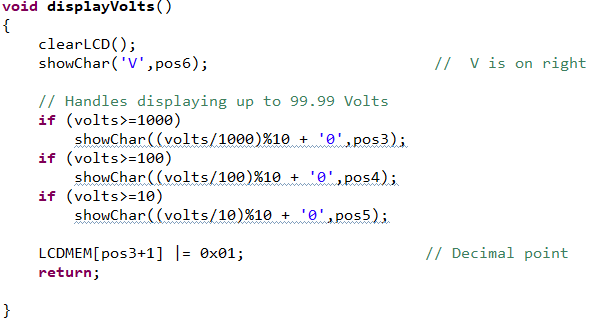 void displayVolts()
{
    clearLCD();
    showChar('V',pos6);                         //  V is on right

    // Handles displaying up to 99.99 Volts
    if (volts>=1000)
        showChar((volts/1000)%10 + '0',pos3);
    if (volts>=100)
        showChar((volts/100)%10 + '0',pos4);
    if (volts>=10)
        showChar((volts/10)%10 + '0',pos5);

    LCDMEM[pos3+1] |= 0x01;                    // Decimal point
    return;

}